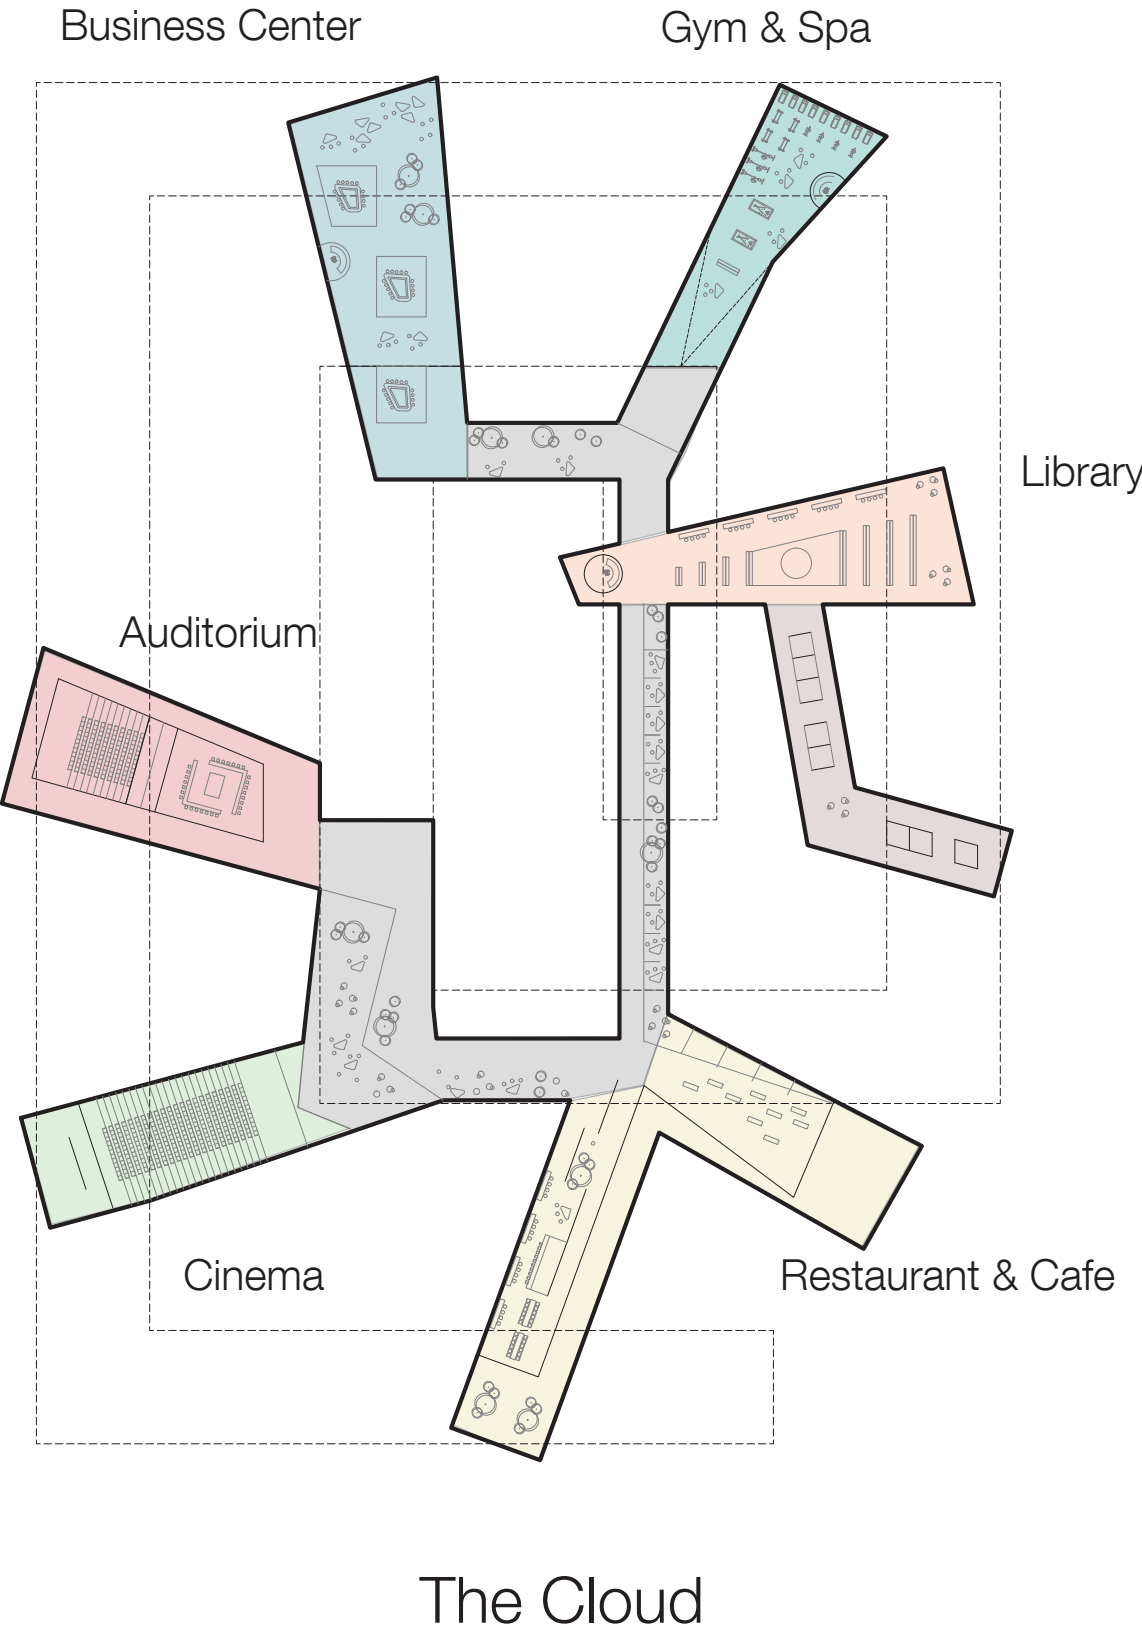 Business Center
Gym & Spa
Library
Auditorium
Cinema
Restaurant & Cafe
The Cloud